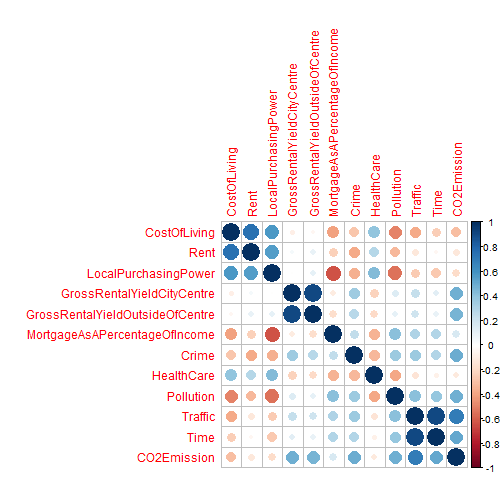 CostOfLiving
Rent
LocalPurchasingPower
GrossRentalYieldCityCentre
GrossRentalYieldOutsideOfCentre
MortgageAsAPercentageOfIncome
Crime
HealthCare
Pollution
Traffic
Time
CO2Emission
CostOfLiving
Rent
LocalPurchasingPower
GrossRentalYieldCityCentre
GrossRentalYieldOutsideOfCentre
MortgageAsAPercentageOfIncome
Crime
HealthCare
Pollution
Traffic
Time
CO2Emission
1
0.8
0.6
0.4
0.2
0
-0.2
-0.4
-0.6
-0.8
-1